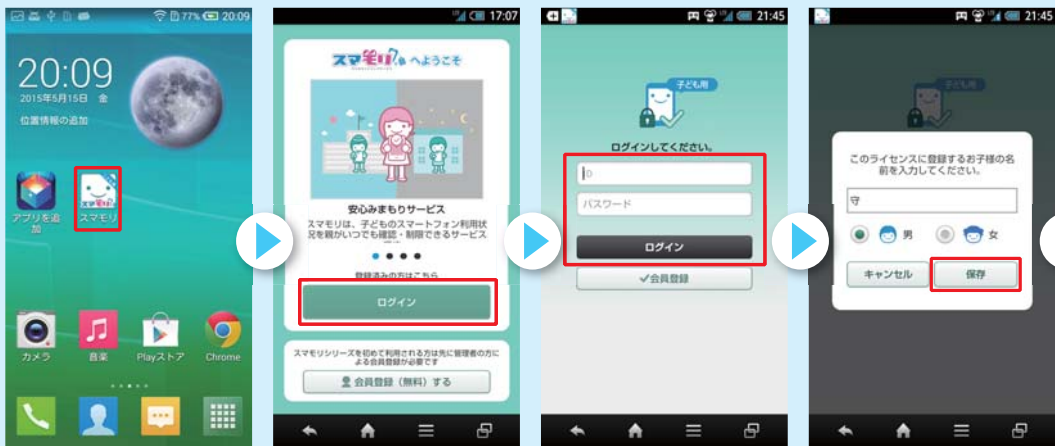 77% 20:09
20:09
2015年5月15日 金
位置情報の追加
アプリを追
加
スマモリ
カメラ
音楽
Playストア
Chrome
17:07
スマモリ へようこそ
安心みまもりサービス
スマモリは、子どものスマートフォン利用状
況を親がいつでも確認・制限できるサービス
登録済みの方はこちら
ログイン
スマモリシリーズを初めて利用される方は先に管理者の方に
よる会員登録が必要です
会員登録（無料）する
21:45
子ども用
ログインしてください。
ID
パスワード
ログイン
✓会員登録
21:45
子ども用
このライセンスに登録するお子様の名
前を入力してください。
守
男
女
キャンセル
保存